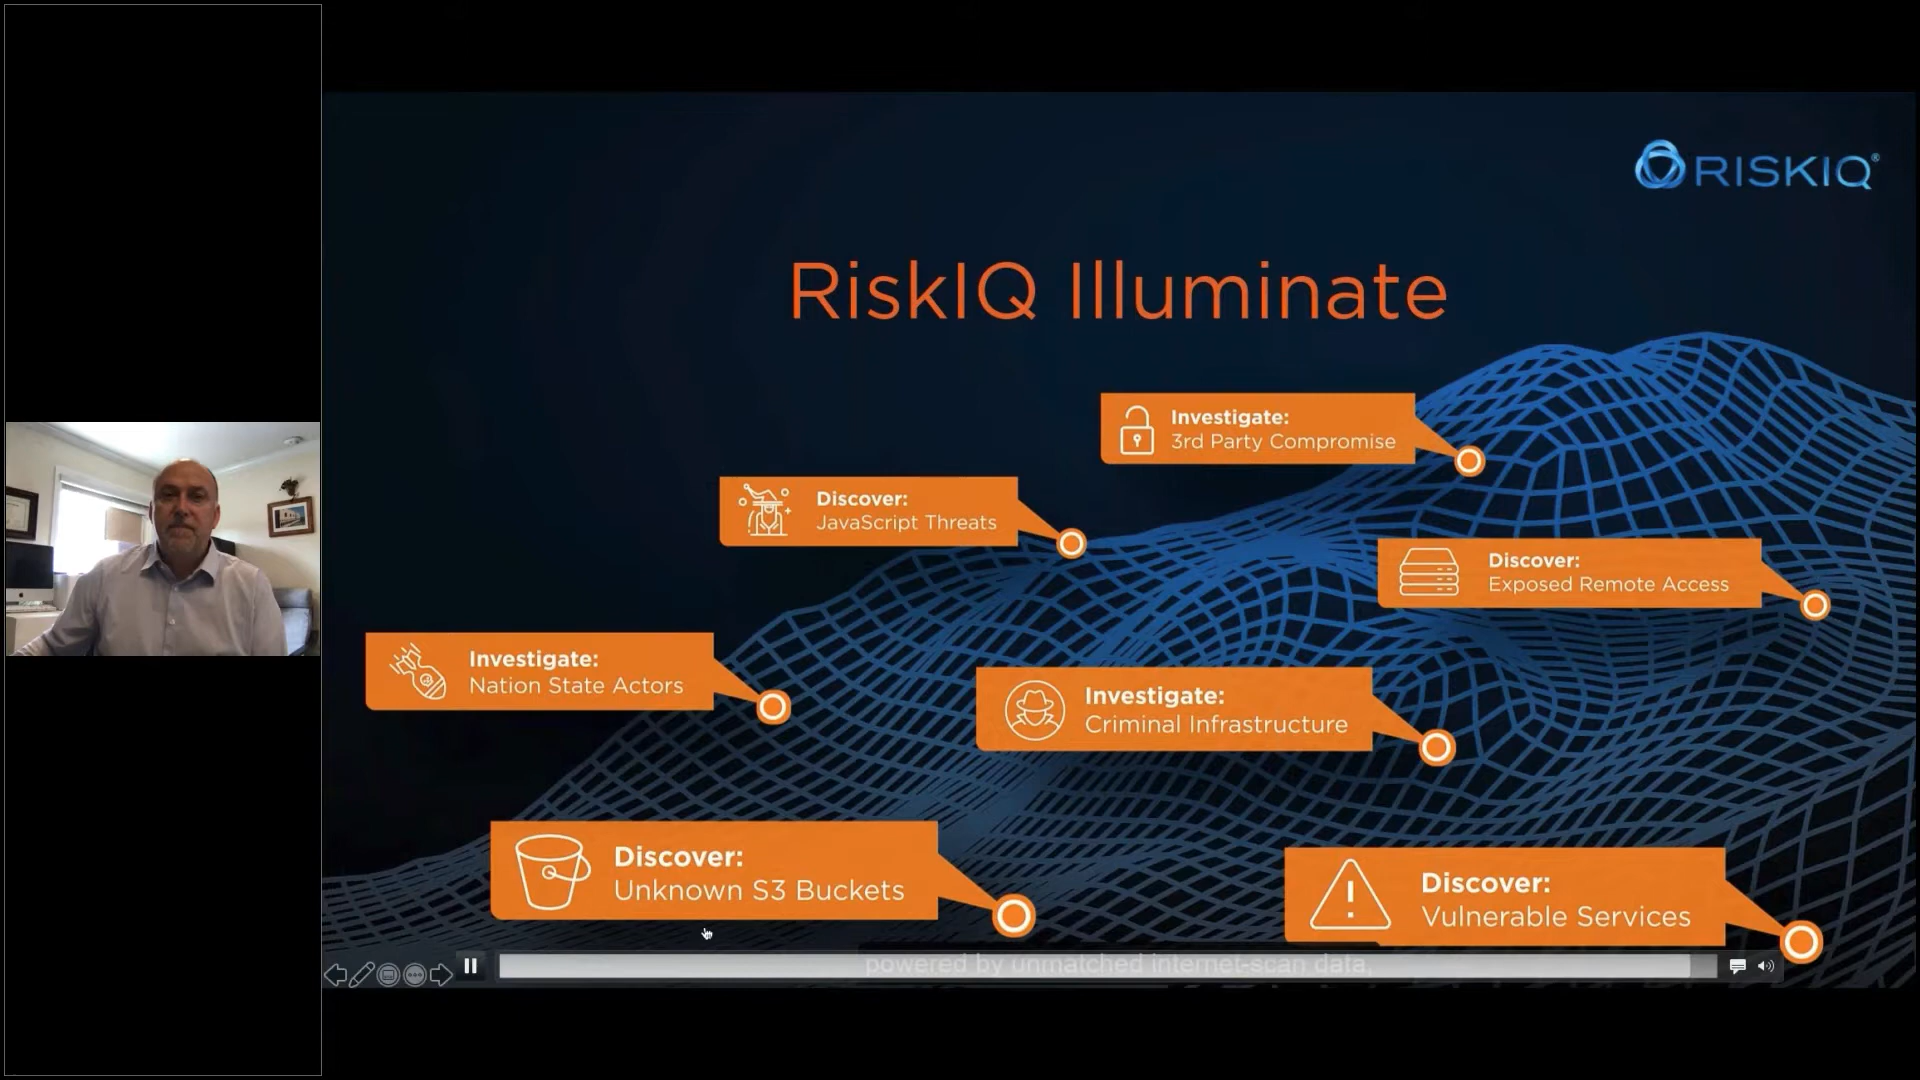 RISKIQ®
RiskIQ Illuminate
Investigate:
3rd Party Compromise
Discover:
JavaScript Threats
Discover:
Exposed Remote Access
Investigate:
Nation State Actors
Investigate:
Criminal Infrastructure
Discover:
Unknown S3 Buckets
Discover:
Vulnerable Services
powered by unmatched internet-scan data,